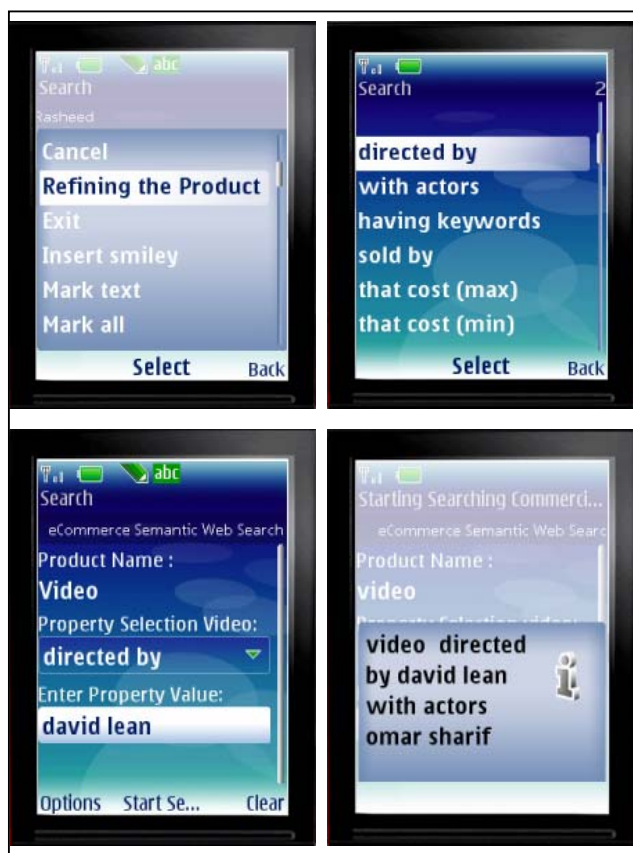 abc
Search
Rasheed
Cancel
Refining the Product
Exit
Insert smiley
Mark text
Mark all
Select Back
Search 2
directed by
with actors
having keywords
sold by
that cost (max)
that cost (min)
Select Back
abc
Search
eCommerce Semantic Web Search
Product Name :
Video
Property Selection Video:
directed by
Enter Property Value:
david lean
Options Start Se... Clear
Starting Searching Commerci...
eCommerce Semantic Web Searc
Product Name :
video
Property Selection video:
video directed
by david lean
with actors
omar sharif